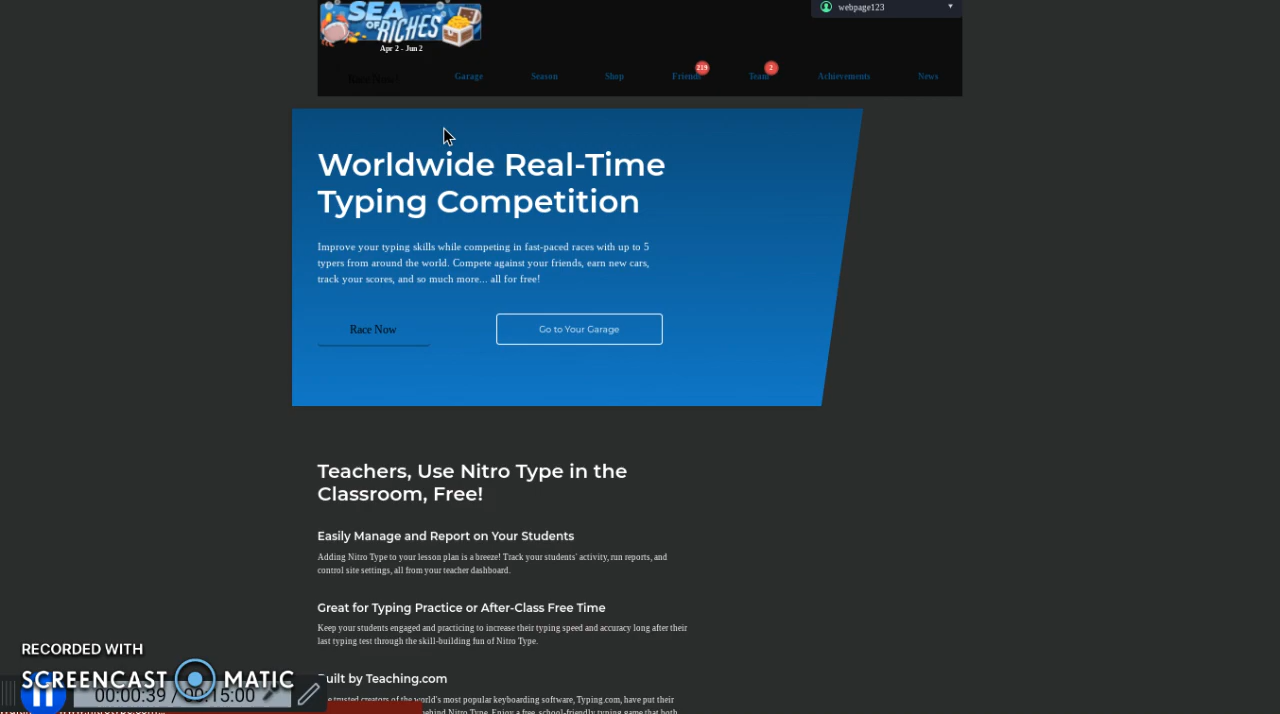 SEA
OF
RICHES
Apr 2 - Jun 2
webpage123
Race Now!
Garage
Season
Shop
Friends
219
Team
2
Achievements
News
Worldwide Real-Time
Typing Competition
Improve your typing skills while competing in fast-paced races with up to 5
typers from around the world. Compete against your friends, earn new cars,
track your scores, and so much more... all for free!
Race Now
Go to Your Garage
Teachers, Use Nitro Type in the
Classroom, Free!
Easily Manage and Report on Your Students
Adding Nitro Type to your lesson plan is a breeze! Track your students' activity, run reports, and
control site settings, all from your teacher dashboard.
Great for Typing Practice or After-Class Free Time
Keep your students engaged and practicing to increase their typing speed and accuracy long after their
last typing test through the skill-building fun of Nitro Type.
Built by Teaching.com
trusted creators of the world's most popular keyboarding software, Typing.com, have put their
behind Nitro Type. Enjoy a free, school-friendly typing game that both
RECORDED WITH
SCREENCAST MATIC
00:00:39 / 00:15:00